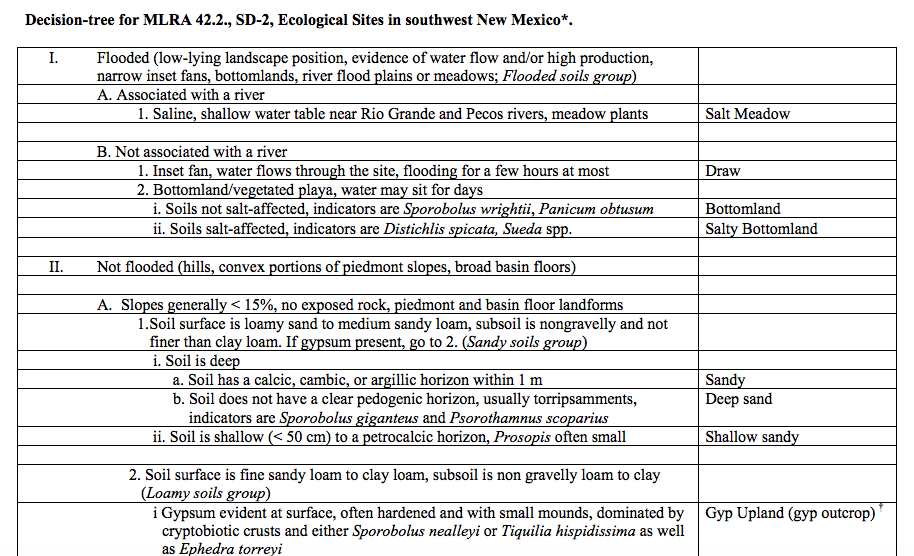 Decision-tree for MLRA 42.2., SD-2, Ecological Sites in southwest New Mexico*.
I. Flooded (low-lying landscape position, evidence of water flow and/or high production,
narrow inset fans, bottomlands, river flood plains or meadows; Flooded soils group)
A. Associated with a river
1. Saline, shallow water table near Rio Grande and Pecos rivers, meadow plants Salt Meadow
B. Not associated with a river
1. Inset fan, water flows through the site, flooding for a few hours at most Draw
2. Bottomland/vegetated playa, water may sit for days
i. Soils not salt-affected, indicators are Sporobolus wrightii, Panicum obtusum Bottomland
ii. Soils salt-affected, indicators are Distichlis spicata, Sueda spp. Salty Bottomland
II. Not flooded (hills, convex portions of piedmont slopes, broad basin floors)
A. Slopes generally < 15%, no exposed rock, piedmont and basin floor landforms
1.Soil surface is loamy sand to medium sandy loam, subsoil is nongravelly and not
finer than clay loam. If gypsum present, go to 2. (Sandy soils group)
i. Soil is deep
a. Soil has a calcic, cambic, or argillic horizon within 1 m Sandy
b. Soil does not have a clear pedogenic horizon, usually torripsamments, Deep sand
indicators are Sporobolus giganteus and Psorothamnus scoparius
ii. Soil is shallow (< 50 cm) to a petrocalcic horizon, Prosopis often small Shallow sandy
2. Soil surface is fine sandy loam to clay loam, subsoil is non gravelly loam to clay
(Loamy soils group)
i Gypsum evident at surface, often hardened and with small mounds, dominated by Gyp Upland (gyp outcrop) †
cryptobiotic crusts and either Sporobolus nealleyi or Tiquilia hispidissima as well
as Ephedra torreyi